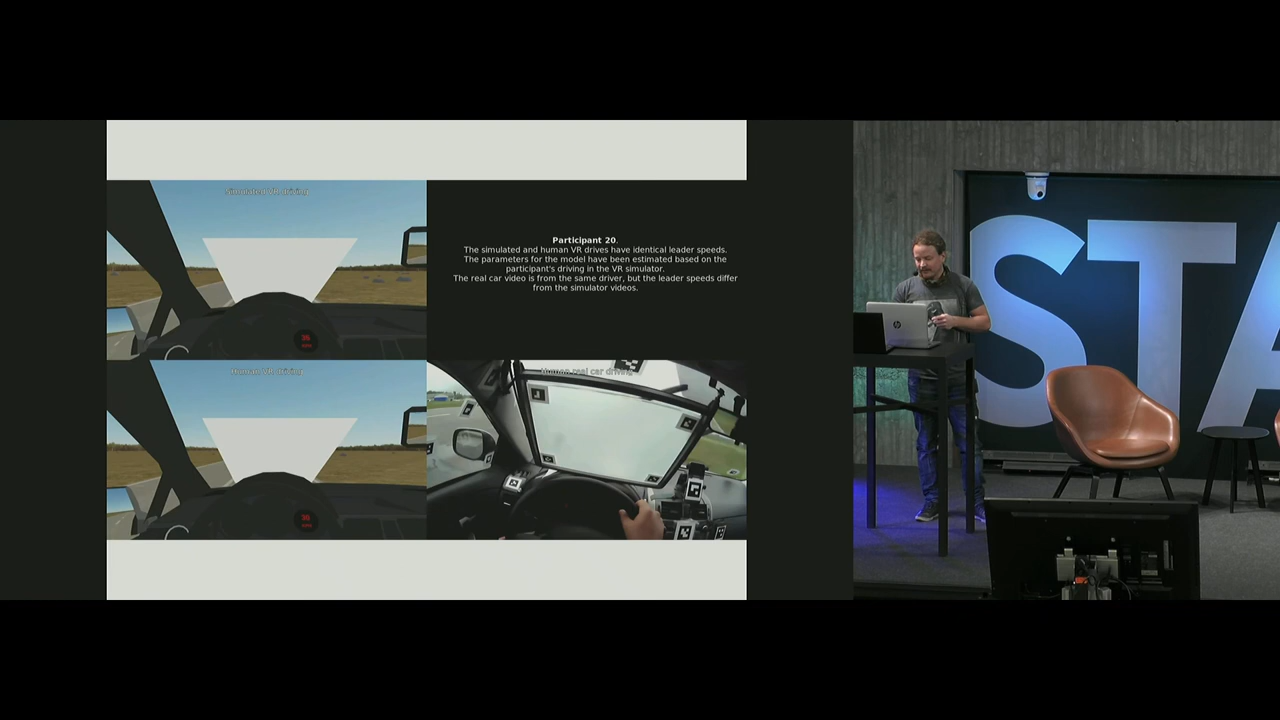 Simulated VR driving
Participant 20.
The simulated and human VR drives have identical leader speeds.
The parameters for the model have been estimated based on the
participant's driving in the VR simulator.
The real car video is from the same driver, but the leader speeds differ
from the simulator videos.
Human VR driving
Human real car driving
hp
STA